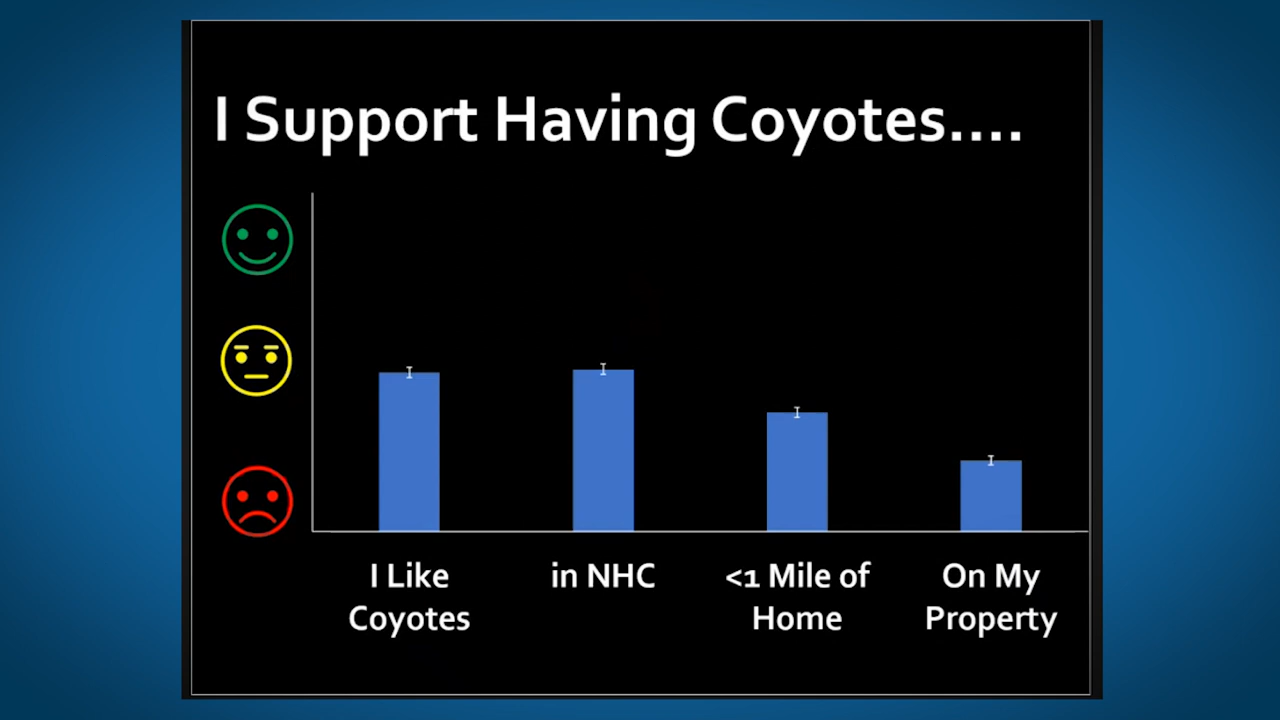 I Support Having Coyotes....
I Like
Coyotes
in NHC
<1 Mile of
Home
On My
Property